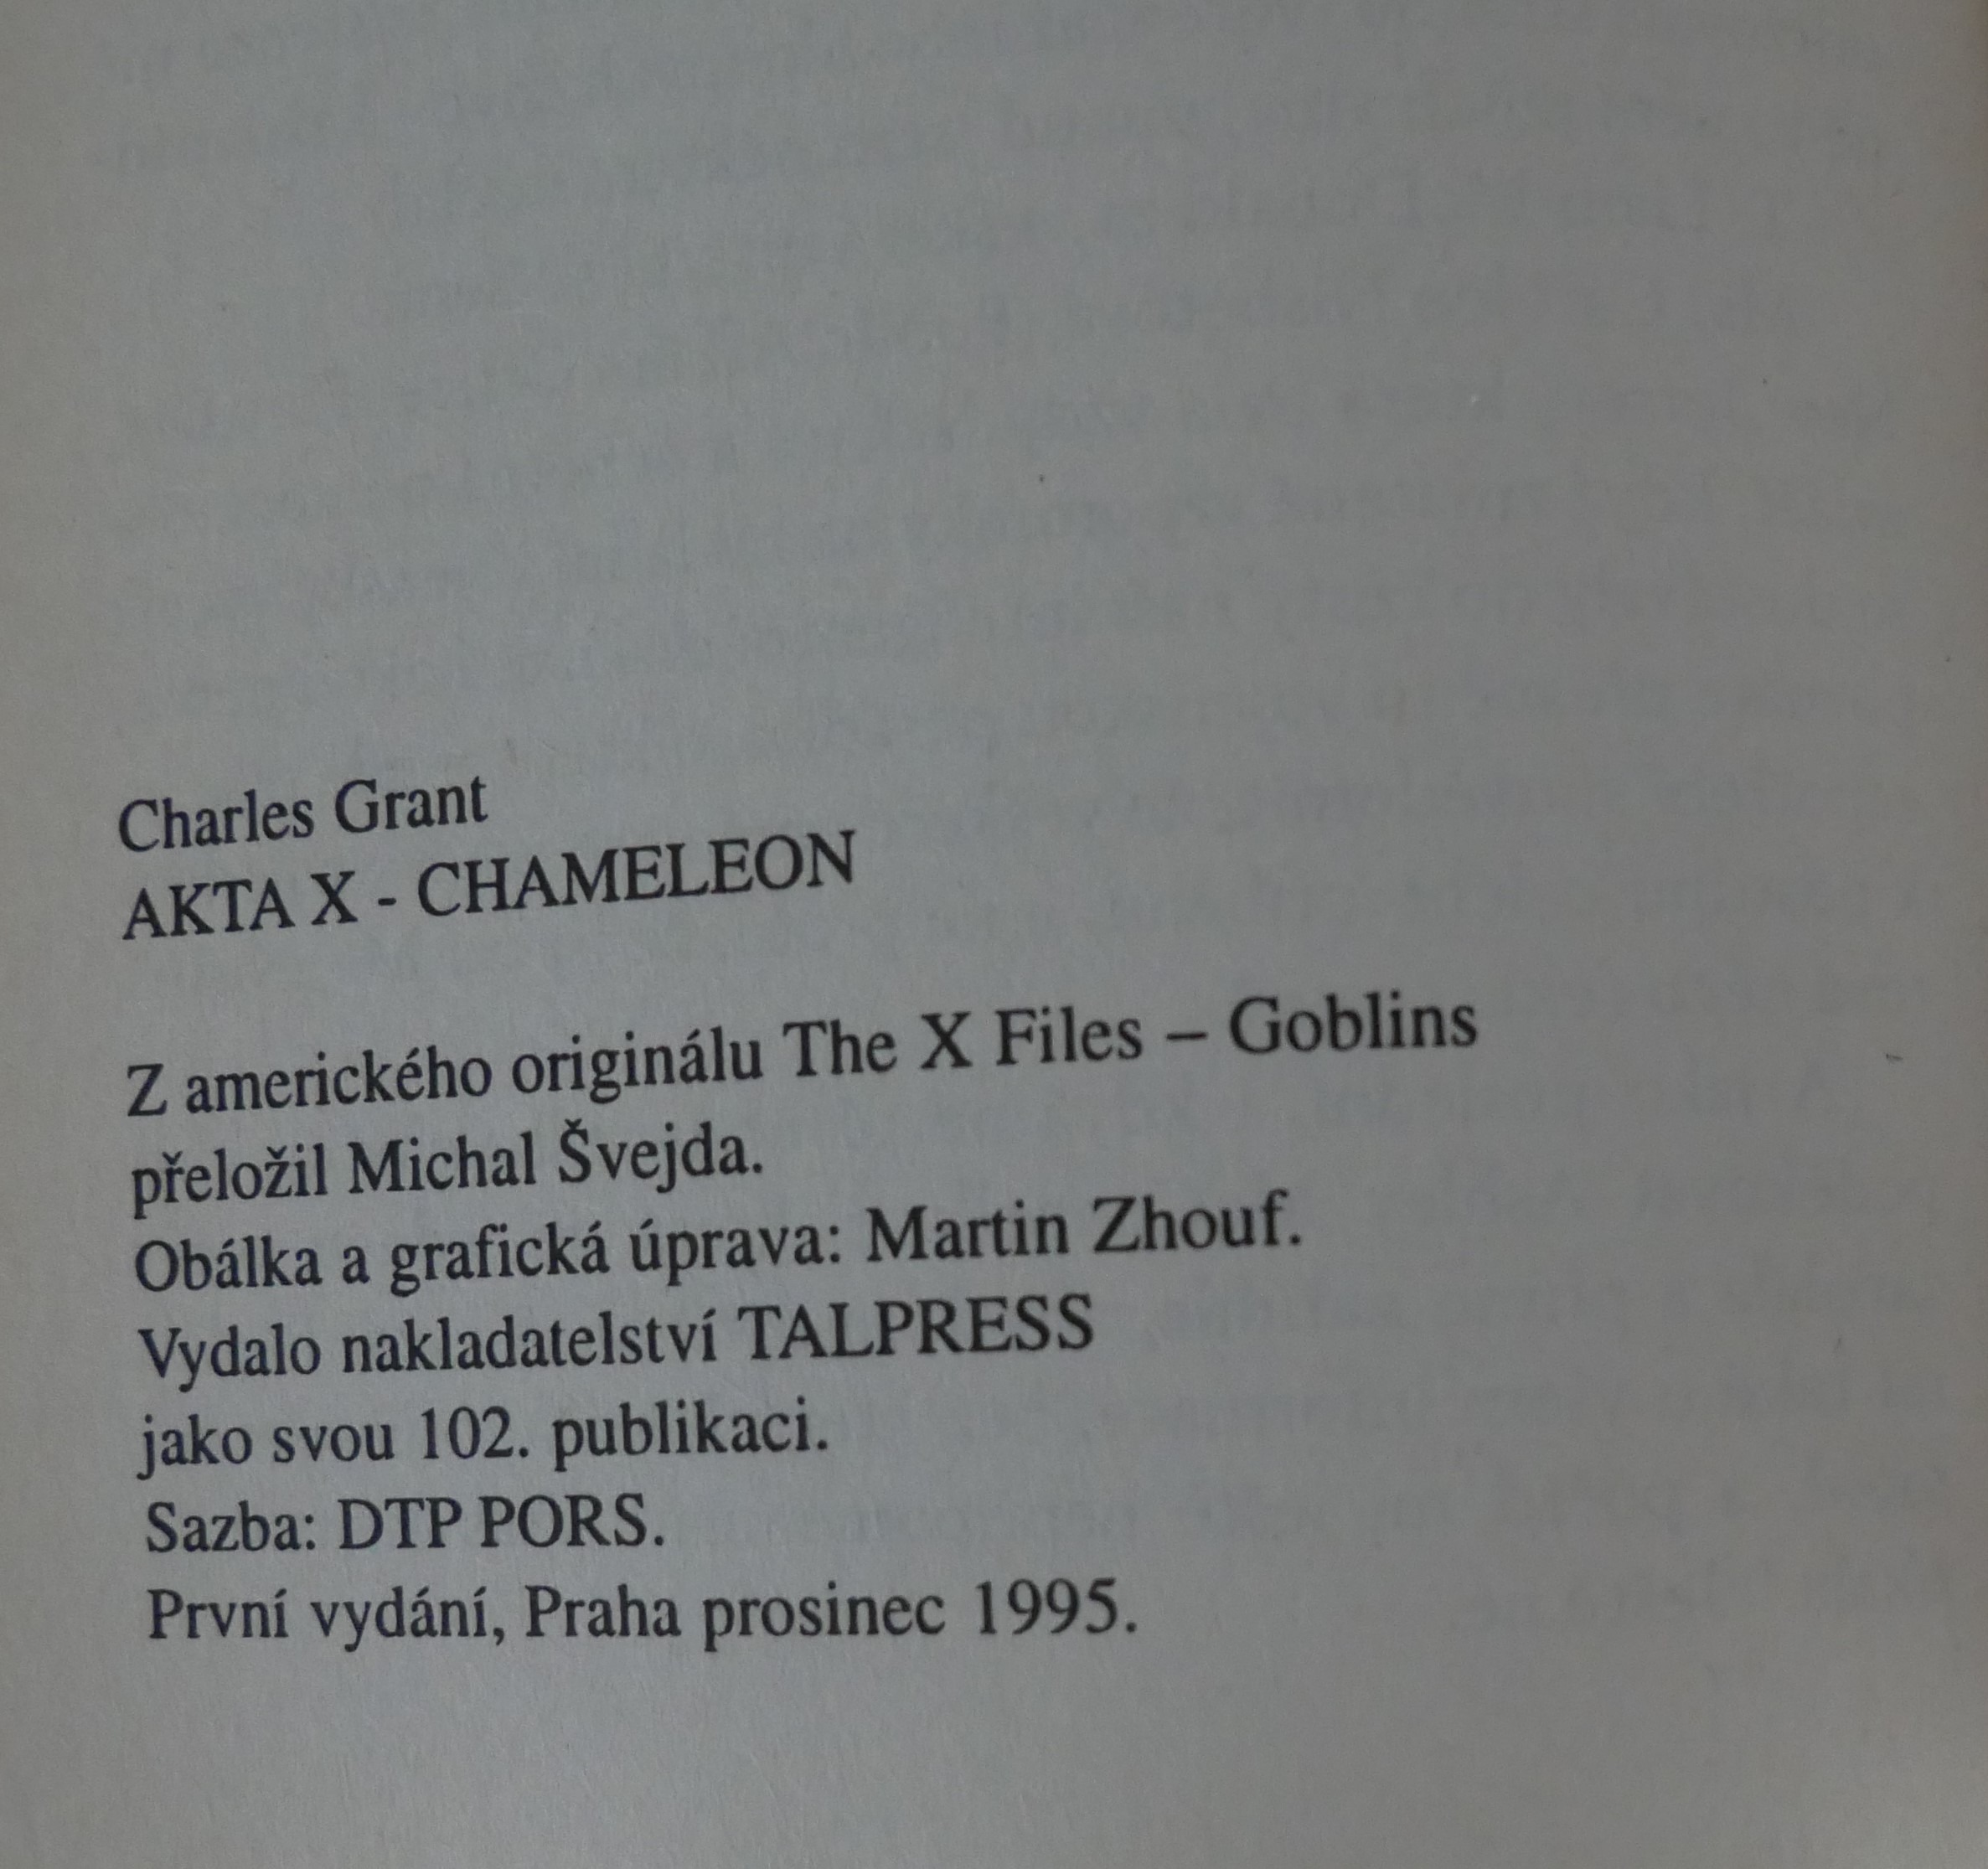 Charles Grant
AKTA X - CHAMELEON
Z amerického originálu The X Files – Goblins
přeložil Michal Švejda.
Obálka a grafická úprava: Martin Zhouf.
Vydalo nakladatelství TALPRESS
jako svou 102. publikaci.
Sazba: DTP PORS.
První vydání, Praha prosinec 1995.